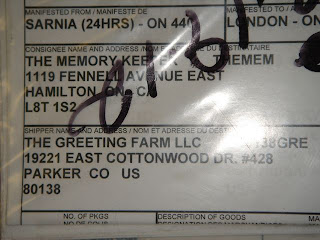 MANIFESTED FROM / MANIFESTE DE
SARNIA (24HRS) - ON 440
MANIFESTED TO /
LONDON - ON
CONSIGNEE NAME AND ADDRESS /NOM ET ADRESSE DU DESTINATAIRE
THE MEMORY KEEPER THEMEM
1119 FENNELL AVENUE EAST
HAMILTON, ON CA
L8T 1S2
SHIPPER NAME AND ADDRESS / NOM ET ADRESSE DU
THE GREETING FARM LLC 138GRE
19221 EAST COTTONWOOD DR. #428
PARKER CO US
80138
NO. OF PKGS
DESCRIPTION OF GOODS